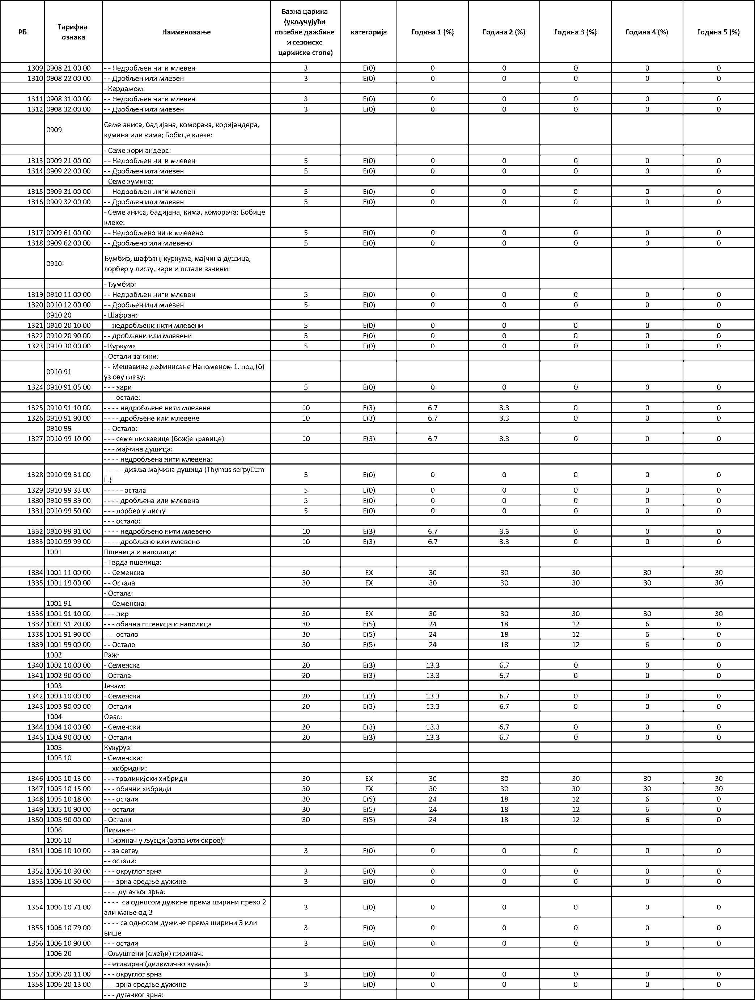 РБ Тарифна ознака Наименовање Базна царина (укључујући посебне дажбине и сезонске царинске стопе) категорија Година 1 (%) Година 2 (%) Година 3 (%) Година 4 (%) Година 5 (%)
1309 0908 21 00 00 - - Недробљен нити млевен 3 E(0) 0 0 0 0 0
1310 0908 22 00 00 - - Дробљен или млевен 3 E(0) 0 0 0 0 0
- Кардамом:
1311 0908 31 00 00 - - Недробљен нити млевен 3 E(0) 0 0 0 0 0
1312 0908 32 00 00 - - Дробљен или млевен 3 E(0) 0 0 0 0 0
0909 Семе аниса, бадијана, коморача, коријандера,
кумина или кима; Бобице клеке:
- Семе коријандера:
1313 0909 21 00 00 - - Недробљен нити млевен 5 E(0) 0 0 0 0 0
1314 0909 22 00 00 - - Дробљен или млевен 5 E(0) 0 0 0 0 0
- Семе кумина:
1315 0909 31 00 00 - - Недробљен нити млевен 5 E(0) 0 0 0 0 0
1316 0909 32 00 00 - - Дробљен или млевен 5 E(0) 0 0 0 0 0
- Семе аниса, бадијана, кима, коморача; Бобице
клеке:
1317 0909 61 00 00 - - Недробљено нити млевено 5 E(0) 0 0 0 0 0
1318 0909 62 00 00 - - Дробљено или млевено 5 E(0) 0 0 0 0 0
0910 Ђумбир, шафран, куркума, мајчина душица,
лорбер у листу, кари и остали зачини:
- Ђумбир:
1319 0910 11 00 00 - - Недробљен нити млевен 5 E(0) 0 0 0 0 0
1320 0910 12 00 00 - - Дробљен или млевен 5 E(0) 0 0 0 0 0
0910 20 - Шафран:
1321 0910 20 10 00 - - недробљени нити млевени 5 E(0) 0 0 0 0 0
1322 0910 20 90 00 - - дробљени или млевени 5 E(0) 0 0 0 0 0
1323 0910 30 00 00 - Куркума 5 E(0) 0 0 0 0 0
- Остали зачини:
0910 91 - - Мешавине дефинисане Напоменом 1. под (б)
уз ову главу:
1324 0910 91 05 00 - - - кари 5 E(0) 0 0 0 0 0
- - - остале:
1325 0910 91 10 00 - - - - недробљене нити млевене 10 E(3) 6.7 3.3 0 0 0
1326 0910 91 90 00 - - - - дробљене или млевене 10 E(3) 6.7 3.3 0 0 0
0910 99 - - Остало:
1327 0910 99 10 00 - - - семе пискавице (божје травице) 10 E(3) 6.7 3.3 0 0 0
- - - мајчина душица:
- - - - недробљена нити млевена:
1328 0910 99 31 00 - - - - - дивља мајчина душица (Thymus serpyllum
L.) 5 E(0) 0 0 0 0 0
1329 0910 99 33 00 - - - - - остала 5 E(0) 0 0 0 0 0
1330 0910 99 39 00 - - - - дробљена или млевена 5 E(0) 0 0 0 0 0
1331 0910 99 50 00 - - - лорбер у листу 5 E(0) 0 0 0 0 0
- - - остало:
1332 0910 99 91 00 - - - - недробљено нити млевено 10 E(3) 6.7 3.3 0 0 0
1333 0910 99 99 00 - - - - дробљено или млевено 10 E(3) 6.7 3.3 0 0 0
1001 Пшеница и наполица:
- Тврда пшеница:
1334 1001 11 00 00 - - Семенска 30 EX 30 30 30 30 30
1335 1001 19 00 00 - - Остала 30 EX 30 30 30 30 30
- Остала:
1001 91 - - Семенска:
1336 1001 91 10 00 - - - пир 30 EX 30 30 30 30 30
1337 1001 91 20 00 - - - обична пшеница и наполица 30 E(5) 24 18 12 6 0
1338 1001 91 90 00 - - - остало 30 E(5) 24 18 12 6 0
1339 1001 99 00 00 - - Остало 30 E(5) 24 18 12 6 0
1002 Раж:
1340 1002 10 00 00 - Семенска 20 E(3) 13.3 6.7 0 0 0
1341 1002 90 00 00 - Остала 20 E(3) 13.3 6.7 0 0 0
1003 Јечам:
1342 1003 10 00 00 - Семенски 20 E(3) 13.3 6.7 0 0 0
1343 1003 90 00 00 - Остали 20 E(3) 13.3 6.7 0 0 0
1004 Овас:
1344 1004 10 00 00 - Семенски 20 E(3) 13.3 6.7 0 0 0
1345 1004 90 00 00 - Остали 20 E(3) 13.3 6.7 0 0 0
1005 Кукуруз:
1005 10 - Семенски:
- - хибридни:
1346 1005 10 13 00 - - - тролинијски хибриди 30 EX 30 30 30 30 30
1347 1005 10 15 00 - - - обични хибриди 30 EX 30 30 30 30 30
1348 1005 10 18 00 - - - остали 30 E(5) 24 18 12 6 0
1349 1005 10 90 00 - - остали 30 E(5) 24 18 12 6 0
1350 1005 90 00 00 - Остали 30 E(5) 24 18 12 6 0
1006 Пиринач:
1006 10 - Пиринач у љусци (арпа или сиров):
1351 1006 10 10 00 - - за сетву 3 E(0) 0 0 0 0 0
- - остали:
1352 1006 10 30 00 - - - округлог зрна 3 E(0) 0 0 0 0 0
1353 1006 10 50 00 - - - зрна средње дужине 3 E(0) 0 0 0 0 0
- - - дугачког зрна:
1354 1006 10 71 00 - - - - са односом дужине према ширини преко 2
али мање од 3 3 E(0) 0 0 0 0 0
1355 1006 10 79 00 - - - - са односом дужине према ширини 3 или
више 3 E(0) 0 0 0 0 0
1356 1006 10 90 00 - - - остали 3 E(0) 0 0 0 0 0
1006 20 - Ољуштени (смеђи) пиринач:
- - етивиран (делимично куван):
1357 1006 20 11 00 - - - округлог зрна 3 E(0) 0 0 0 0 0
1358 1006 20 13 00 - - - зрна средње дужине 3 E(0) 0 0 0 0 0
- - - дугачког зрна: